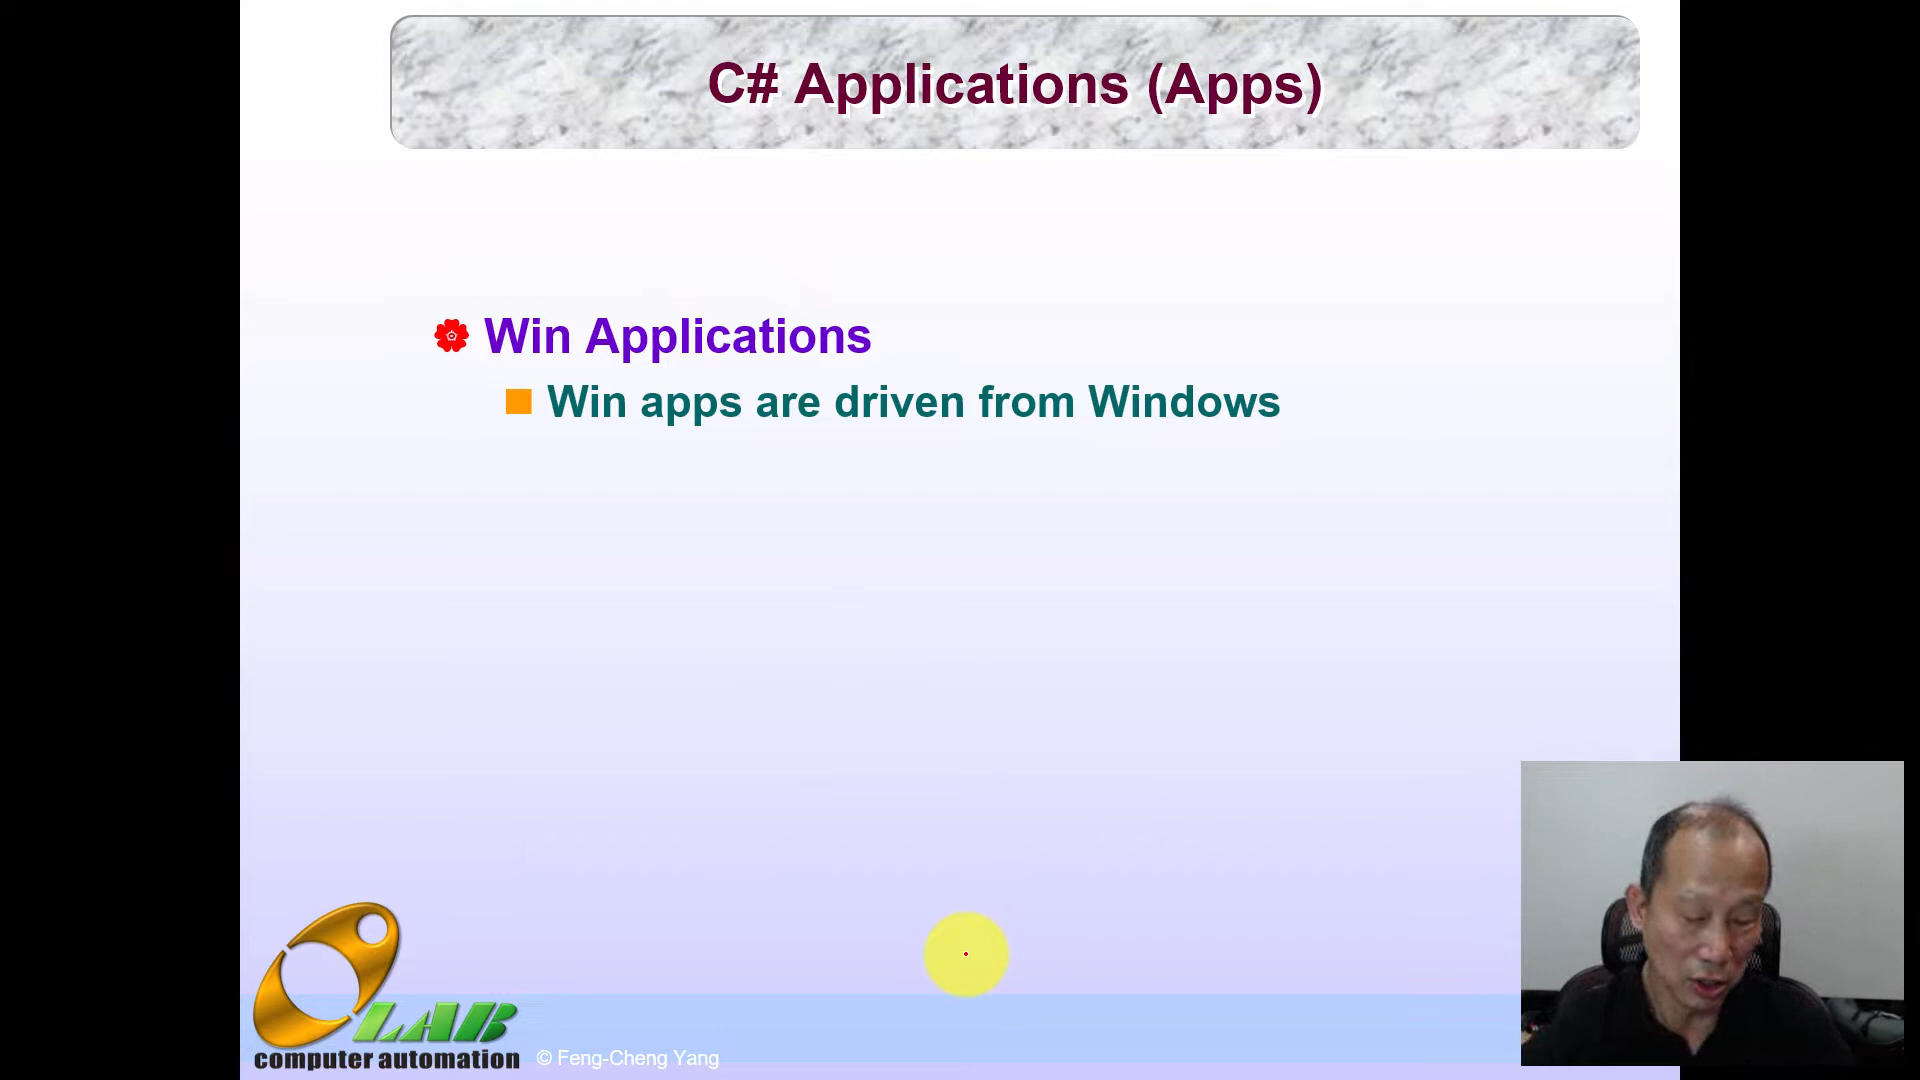 C# Applications (Apps)
Win Applications
Win apps are driven from Windows
LAB
computer automation
© Feng-Cheng Yang